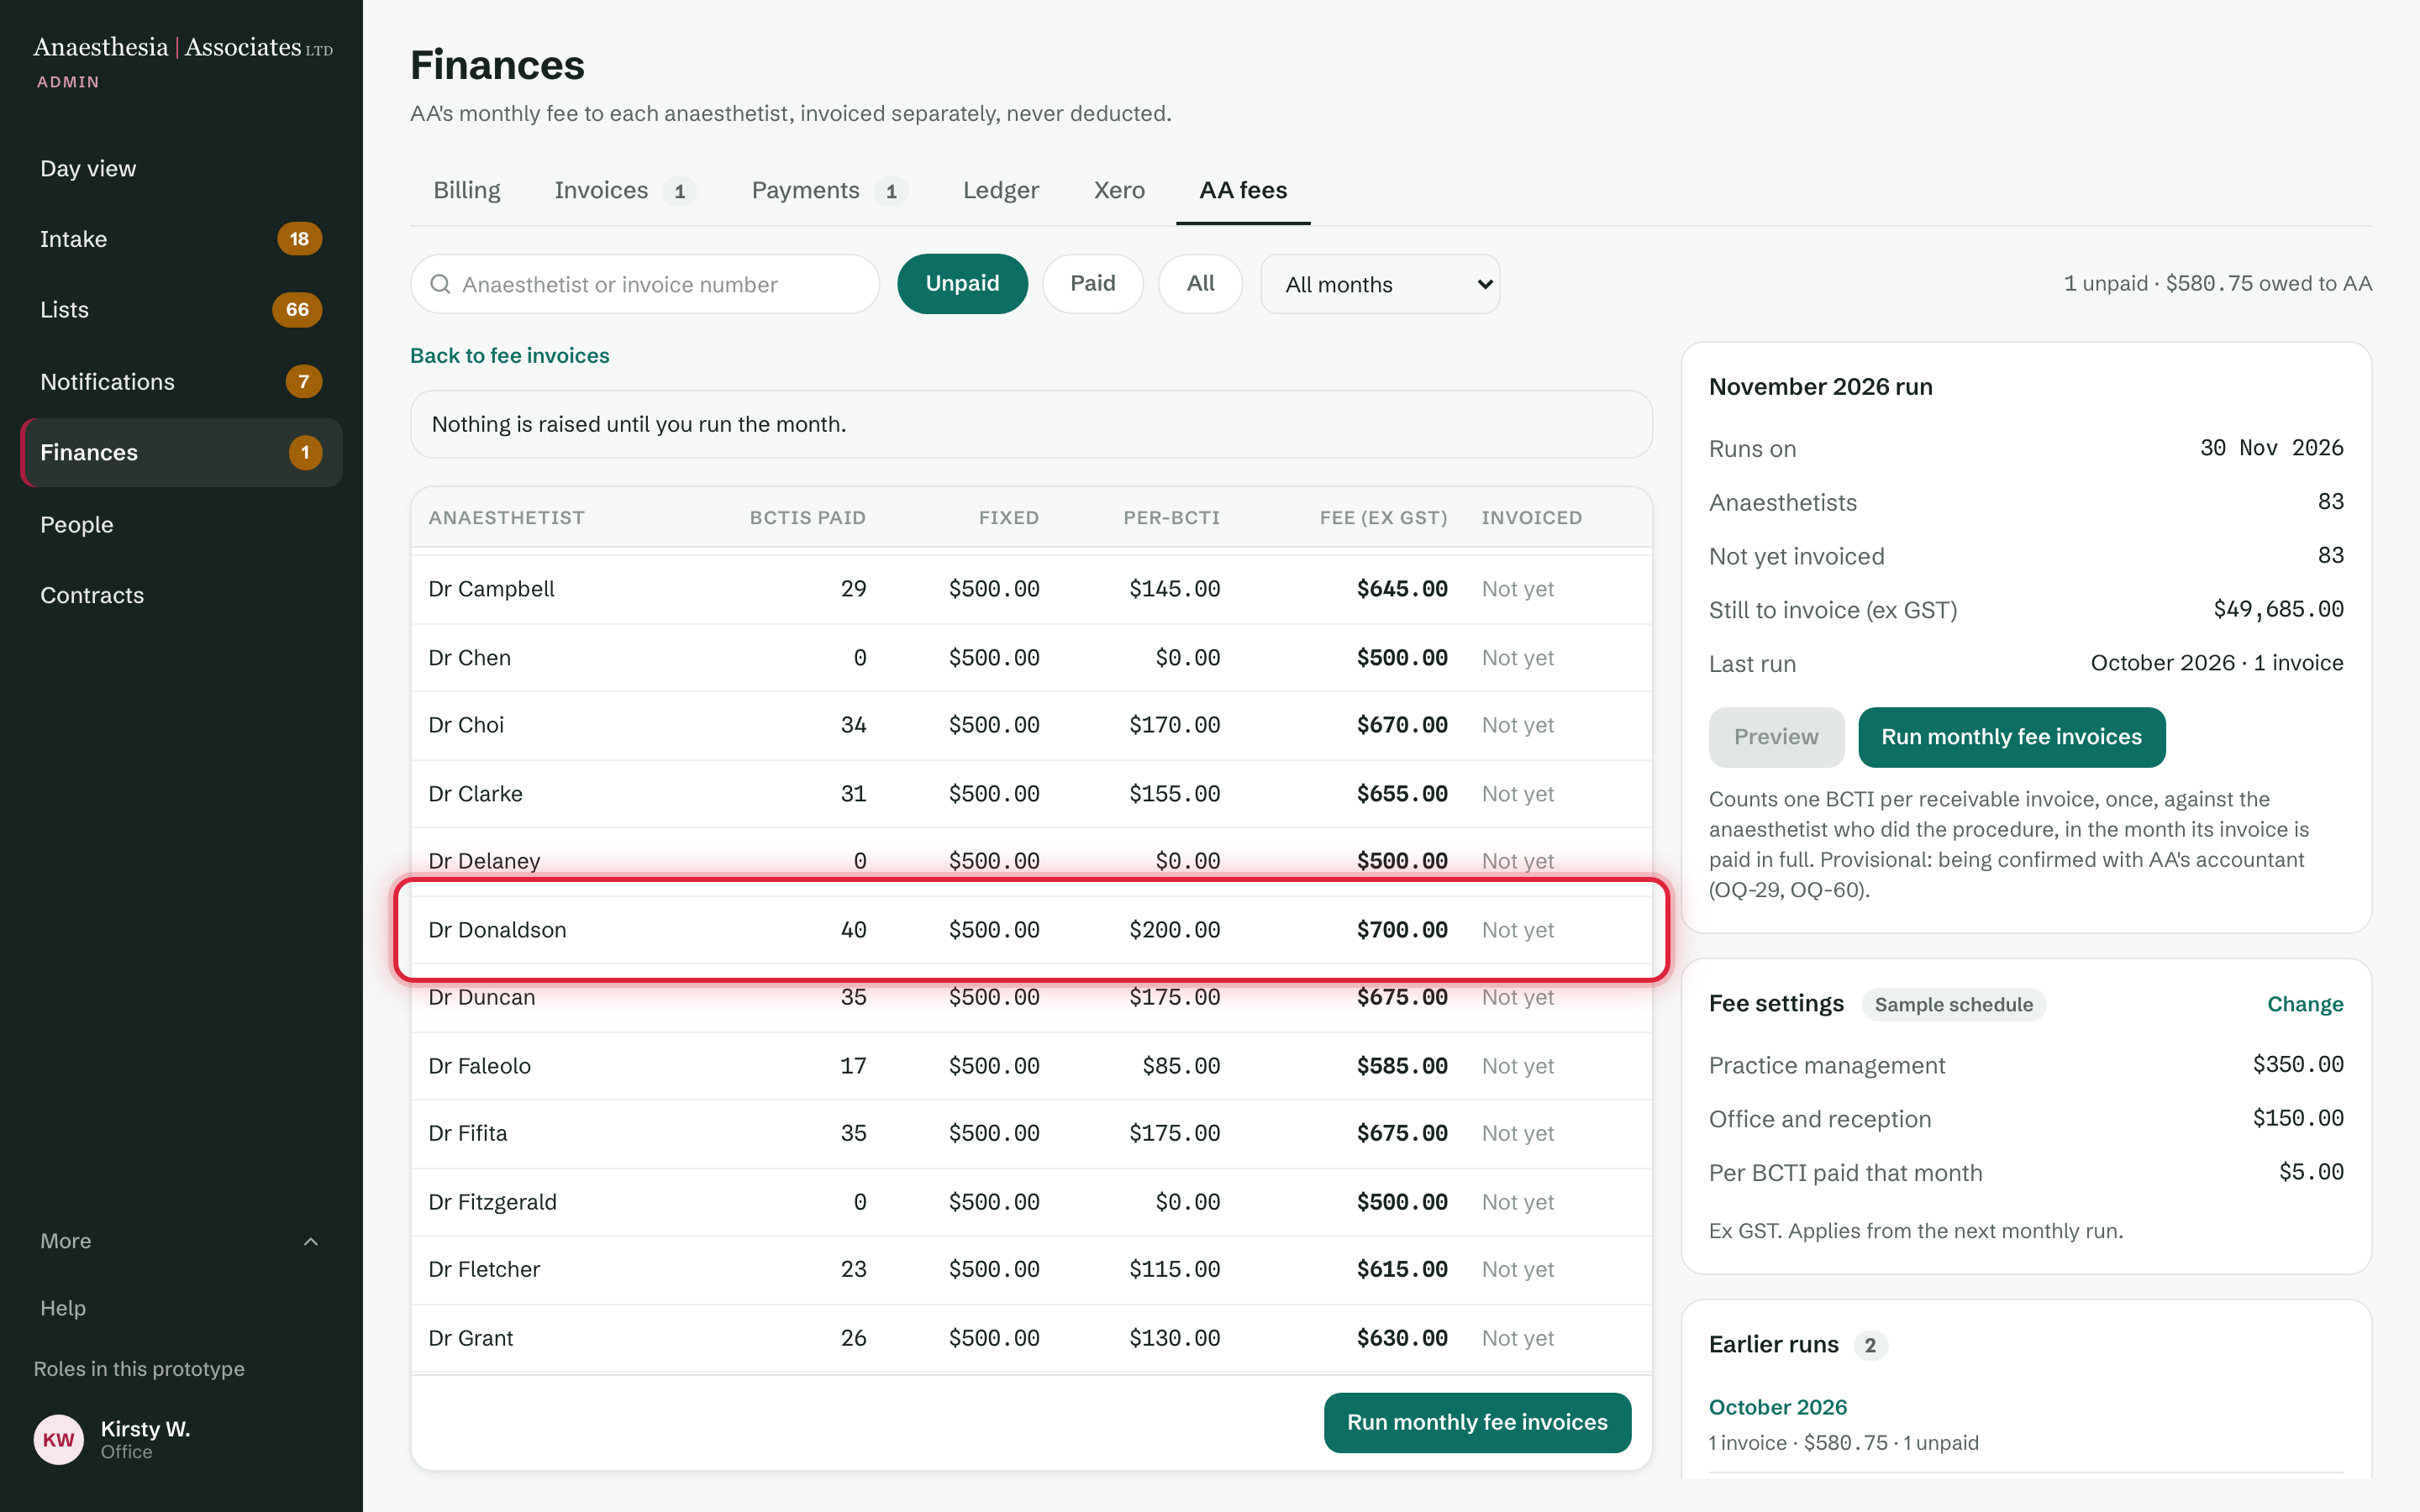 Anaesthesia | Associates LTD
ADMIN
Day view
Intake 18
Lists 66
Notifications 7
Finances 1
People
Contracts
More
Help
Roles in this prototype
KW
Kirsty W.
Office
Finances
AA's monthly fee to each anaesthetist, invoiced separately, never deducted.
Billing Invoices 1 Payments 1 Ledger Xero AA fees
Anaesthetist or invoice number Unpaid Paid All All months 1 unpaid · $580.75 owed to AA
Back to fee invoices
Nothing is raised until you run the month.
ANAESTHETIST BCTIS PAID FIXED PER-BCTI FEE (EX GST) INVOICED
Dr Campbell 29 $500.00 $145.00 $645.00 Not yet
Dr Chen 0 $500.00 $0.00 $500.00 Not yet
Dr Choi 34 $500.00 $170.00 $670.00 Not yet
Dr Clarke 31 $500.00 $155.00 $655.00 Not yet
Dr Delaney 0 $500.00 $0.00 $500.00 Not yet
Dr Donaldson 40 $500.00 $200.00 $700.00 Not yet
Dr Duncan 35 $500.00 $175.00 $675.00 Not yet
Dr Faleolo 17 $500.00 $85.00 $585.00 Not yet
Dr Fifita 35 $500.00 $175.00 $675.00 Not yet
Dr Fitzgerald 0 $500.00 $0.00 $500.00 Not yet
Dr Fletcher 23 $500.00 $115.00 $615.00 Not yet
Dr Grant 26 $500.00 $130.00 $630.00 Not yet
Run monthly fee invoices
November 2026 run
Runs on 30 Nov 2026
Anaesthetists 83
Not yet invoiced 83
Still to invoice (ex GST) $49,685.00
Last run October 2026 · 1 invoice
Preview Run monthly fee invoices
Counts one BCTI per receivable invoice, once, against the
anaesthetist who did the procedure, in the month its invoice is
paid in full. Provisional: being confirmed with AA's accountant
(OQ-29, OQ-60).
Fee settings Sample schedule Change
Practice management $350.00
Office and reception $150.00
Per BCTI paid that month $5.00
Ex GST. Applies from the next monthly run.
Earlier runs 2
October 2026
1 invoice · $580.75 · 1 unpaid